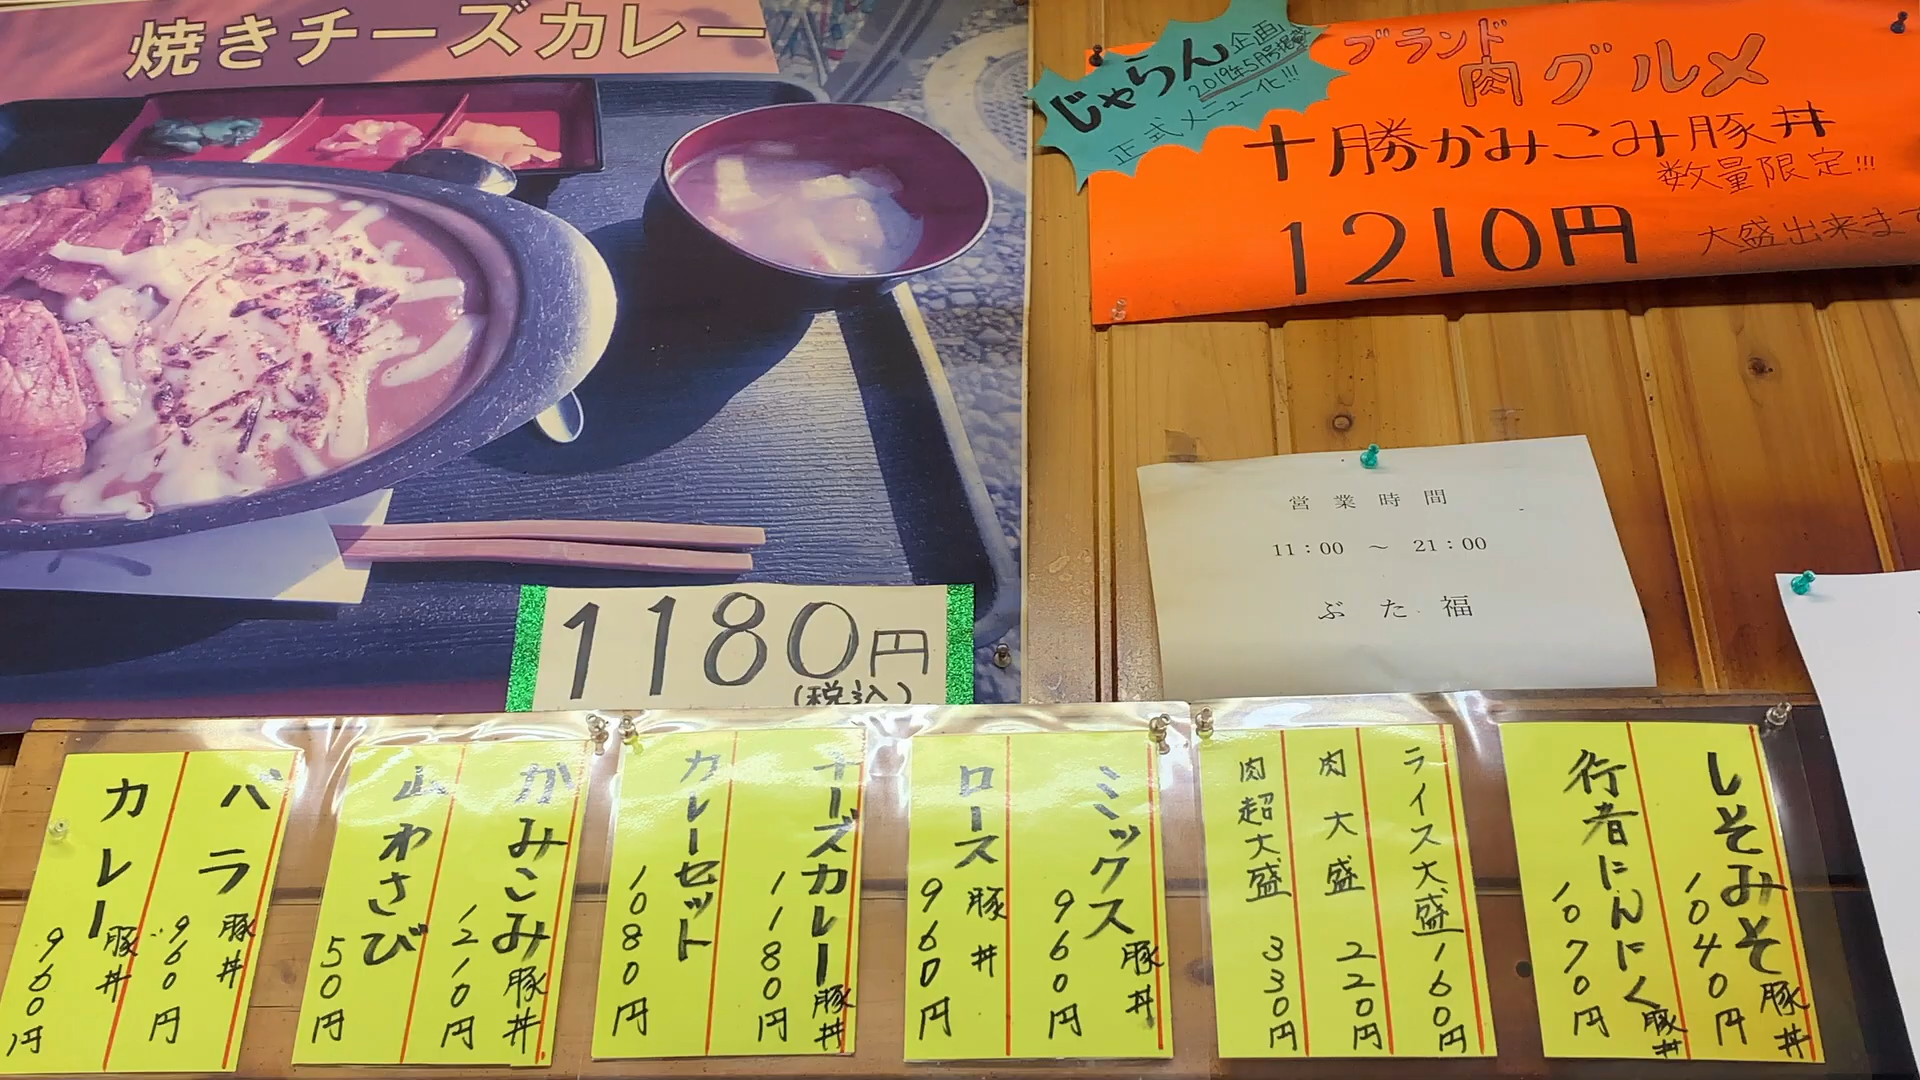 焼きチーズカレー
1180円
(税込)
じゃらん企画!
2019年5月号掲載
正式メニュー化!!!
ブランド
肉グルメ
十勝かみこみ豚丼
数量限定!!!
1210円
大盛出来ます
営業時間
11:00 ～ 21:00
ぶた福
しそみそ豚丼
1040円
行者にんにく豚丼
1070円
ライス大盛160円
肉大盛 220円
肉超大盛 330円
ミックス豚丼
960円
ロース豚丼
960円
チーズカレー豚丼
1180円
カレーセット
1080円
かみこみ豚丼
1210円
山わさび
50円
バラ豚丼
960円
カレー豚丼
960円